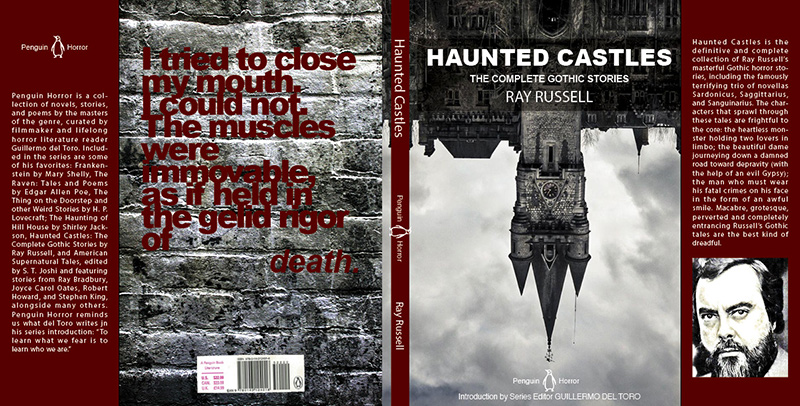 Penguin Horror
Penguin Horror is a col-
lection of novels, stories,
and poems by the masters
of the genre, curated by
filmmaker and lifelong
horror literature reader
Guillermo del Toro. Includ-
ed in the series are some
of his favorites: Franken-
stein by Mary Shelly, The
Raven: Tales and Poems
by Edgar Allen Poe, The
Thing on the Doorstep and
other Weird Stories by H. P.
Lovecraft; The Haunting of
Hill House by Shirley Jack-
son, Haunted Castles: The
Complete Gothic Stories by
Ray Russell, and American
Supernatural Tales, edited
by S. T. Joshi and featuring
stories from Ray Bradbury,
Joyce Carol Oates, Robert
Howard, and Stephen King,
alongside many others.
Penguin Horror reminds
us what del Toro writes jn
his series introduction: "To
learn what we fear is to
learn who we are."
I tried to close
my mouth.
I could not.
The muscles
were
immovable,
as if held in
the gelid rigor
of
death.
A Penguin Book
Literature
U.S.
CAN.
U.K.
Haunted Castles
Penguin Horror
Ray Russell
HAUNTED CASTLES
THE COMPLETE GOTHIC STORIES
RAY RUSSELL
Penguin Horror
Introduction by Series Editor GUILLERMO DEL TORO
Haunted Castles is the
definitive and complete
collection of Ray Russell's
masterful Gothic horror sto-
ries, including the famously
terrifying trio of novellas
Sardonicus, Saggittarius,
and Sanguinarius. The char-
acters that sprawl through
these tales are frightful to
the core: the heartless mon-
ster holding two lovers in
limbo; the beautiful dame
journeying down a damned
road toward depravity (with
the help of an evil Gypsy);
the man who must wear
his fatal crimes on his face
in the form of an awful
smile. Macabre, grotesque,
perverted and completely
entrancing Russell's Gothic
tales are the best kind of
dreadful.